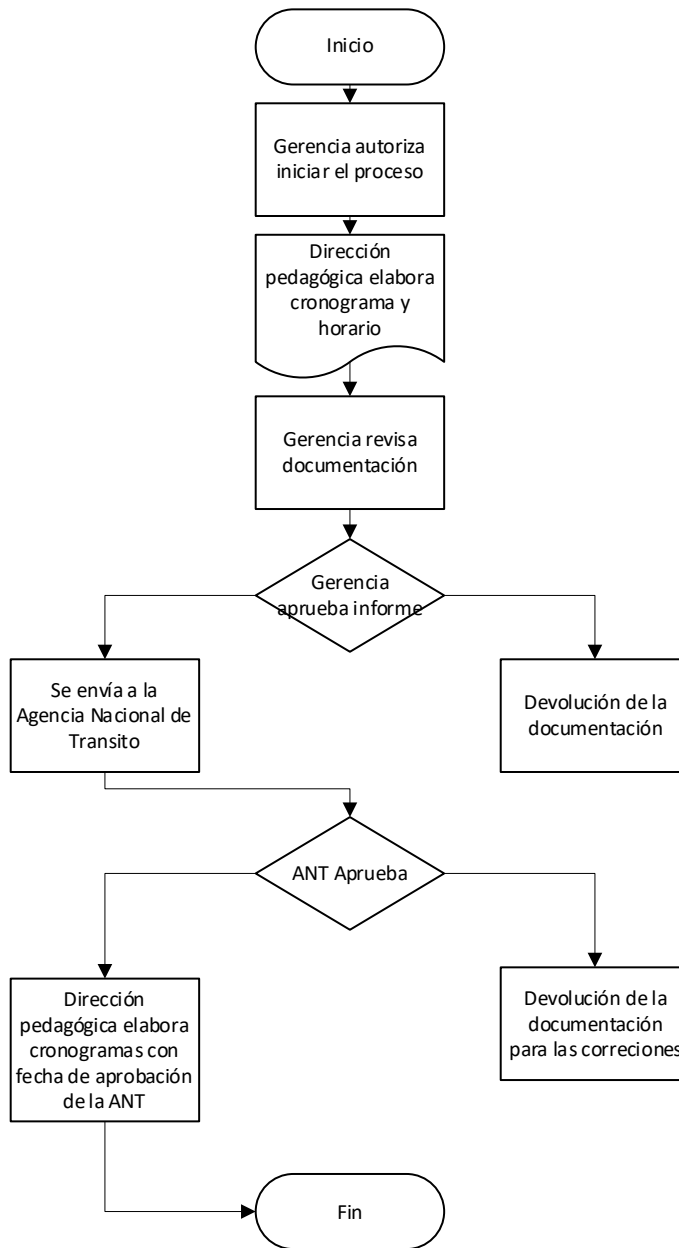 Inicio
Gerencia autoriza
iniciar el proceso
Dirección
pedagógica elabora
cronograma y
horario
Gerencia revisa
documentación
Gerencia
aprueba informe
Se envía a la
Agencia Nacional de
Transito
Devolución de la
documentación
ANT Aprueba
Dirección
pedagógica elabora
cronogramas con
fecha de aprobación
de la ANT
Devolución de la
documentación
para las correciones
Fin